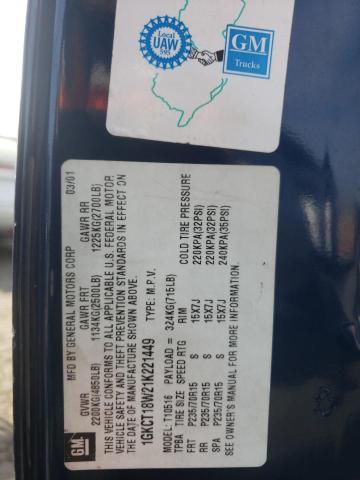 Local
UAW
595
GM
Trucks
GM
MFD BY GENERAL MOTORS CORP 03/01
GVWR GAWR FRT GAWR RR
2200KG(4850LB) 1134KG(2500LB) 1225KG(2700LB)
THIS VEHICLE CONFORMS TO ALL APPLICABLE U.S. FEDERAL MOTOR
VEHICLE SAFETY AND THEFT PREVENTION STANDARDS IN EFFECT ON
THE DATE OF MANUFACTURE SHOWN ABOVE.
1GKCT18W21K221449 TYPE: M.P.V.
MODEL: T10516 PAYLOAD = 324KG(715LB)
TPBA TIRE SIZE SPEED RTG RIM COLD TIRE PRESSURE
FRT P235/70R15 S 15X7J 220KPA(32PSI)
RR P235/70R15 S 15X7J 220KPA(32PSI)
SPA P235/70R15 S 15X7J 240KPA(35PSI)
SEE OWNER'S MANUAL FOR MORE INFORMATION.